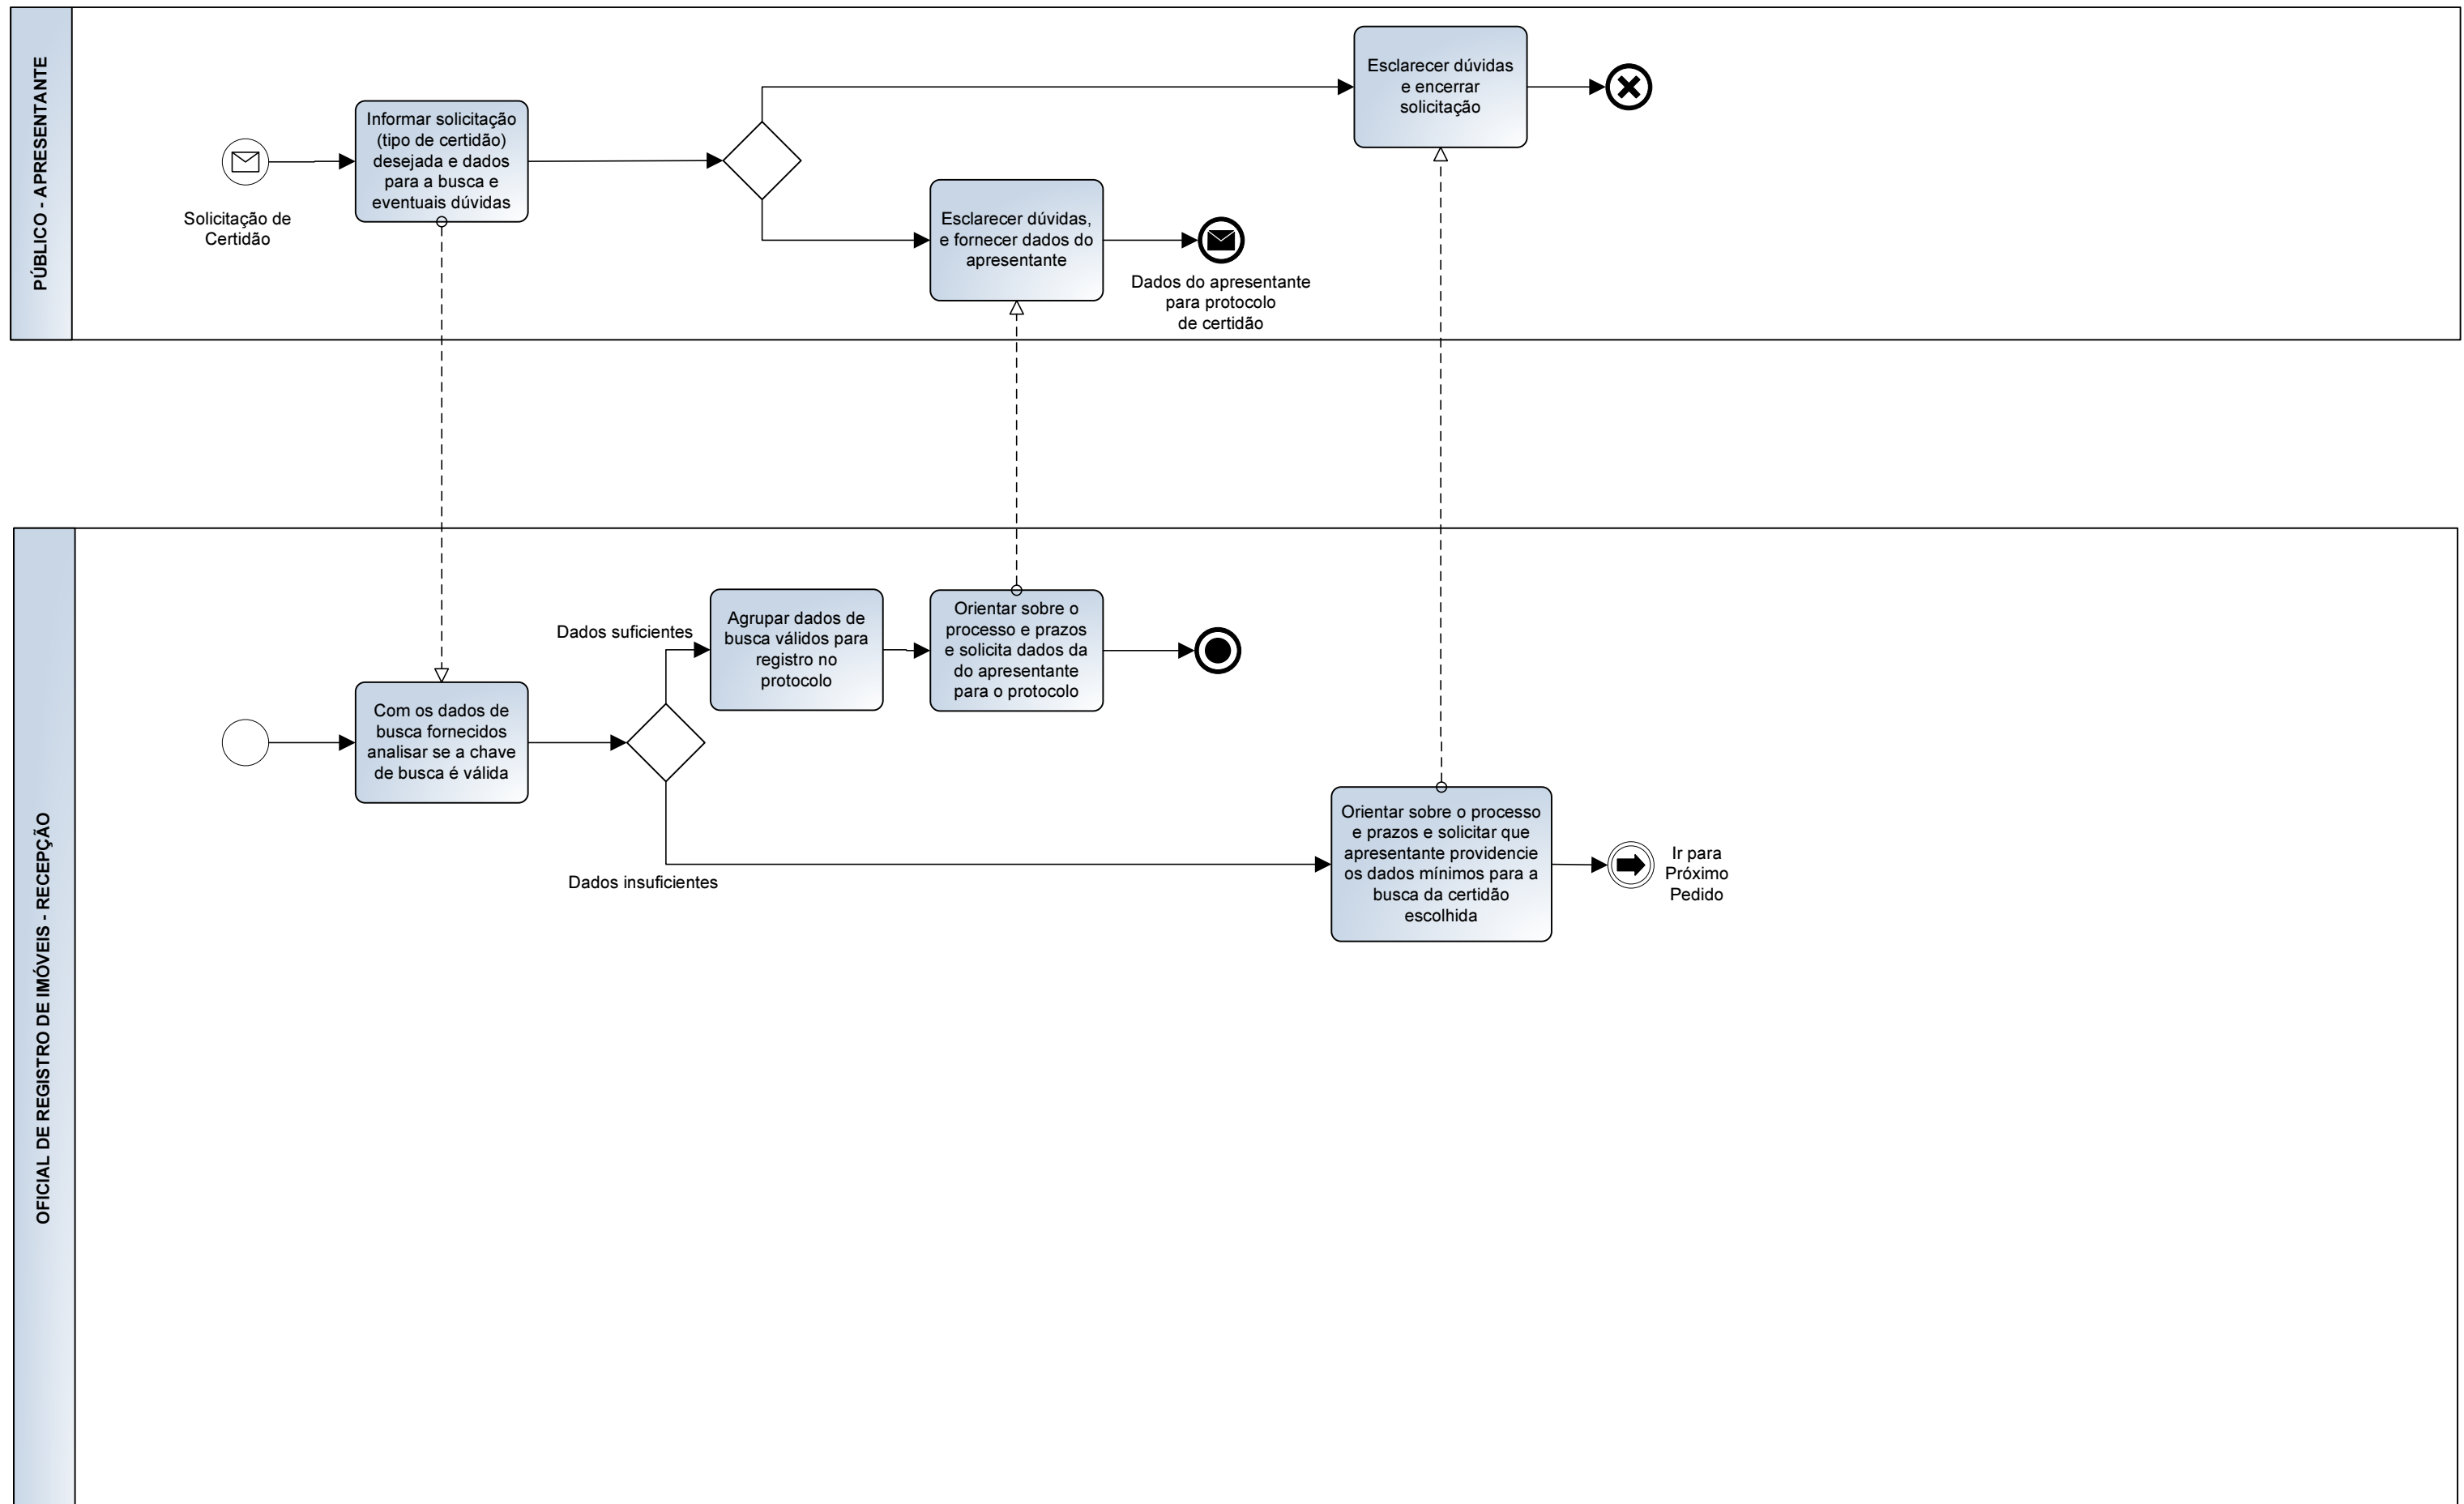 PÚBLICO - APRESENTANTE
Solicitação de
Certidão
Informar solicitação
(tipo de certidão)
desejada e dados
para a busca e
eventuais dúvidas
Esclarecer dúvidas
e encerrar
solicitação
Esclarecer dúvidas,
e fornecer dados do
apresentante
Dados do apresentante
para protocolo
de certidão
OFICIAL DE REGISTRO DE IMÓVEIS - RECEPÇÃO
Com os dados de
busca fornecidos
analisar se a chave
de busca é válida
Dados suficientes
Agrupar dados de
busca válidos para
registro no
protocolo
Orientar sobre o
processo e prazos
e solicita dados da
do apresentante
para o protocolo
Dados insuficientes
Orientar sobre o processo
e prazos e solicitar que
apresentante providencie
os dados mínimos para a
busca da certidão
escolhida
Ir para
Próximo
Pedido